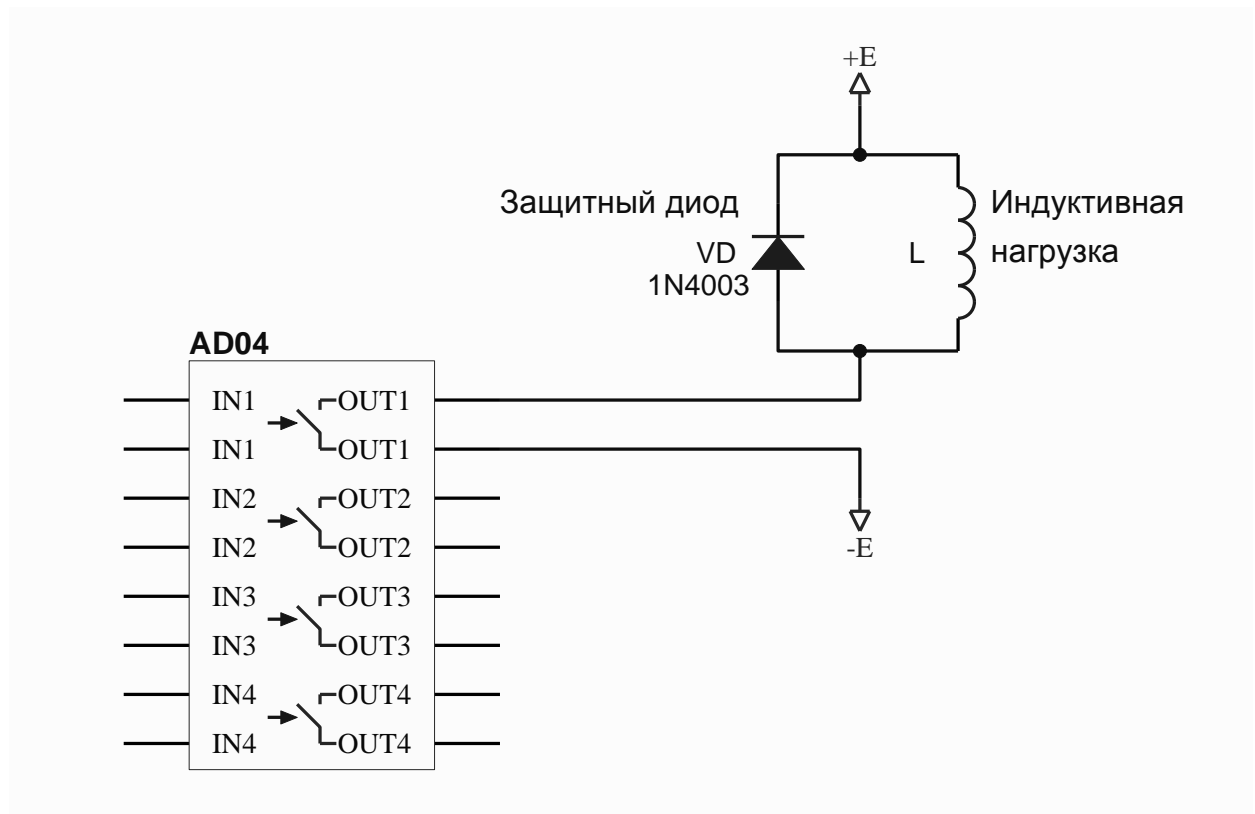 +E
Защитный диод
Индуктивная
VD
L
нагрузка
1N4003
AD04
IN1 OUT1
IN1 OUT1
IN2 OUT2
IN2 OUT2
-E
IN3 OUT3
IN3 OUT3
IN4 OUT4
IN4 OUT4